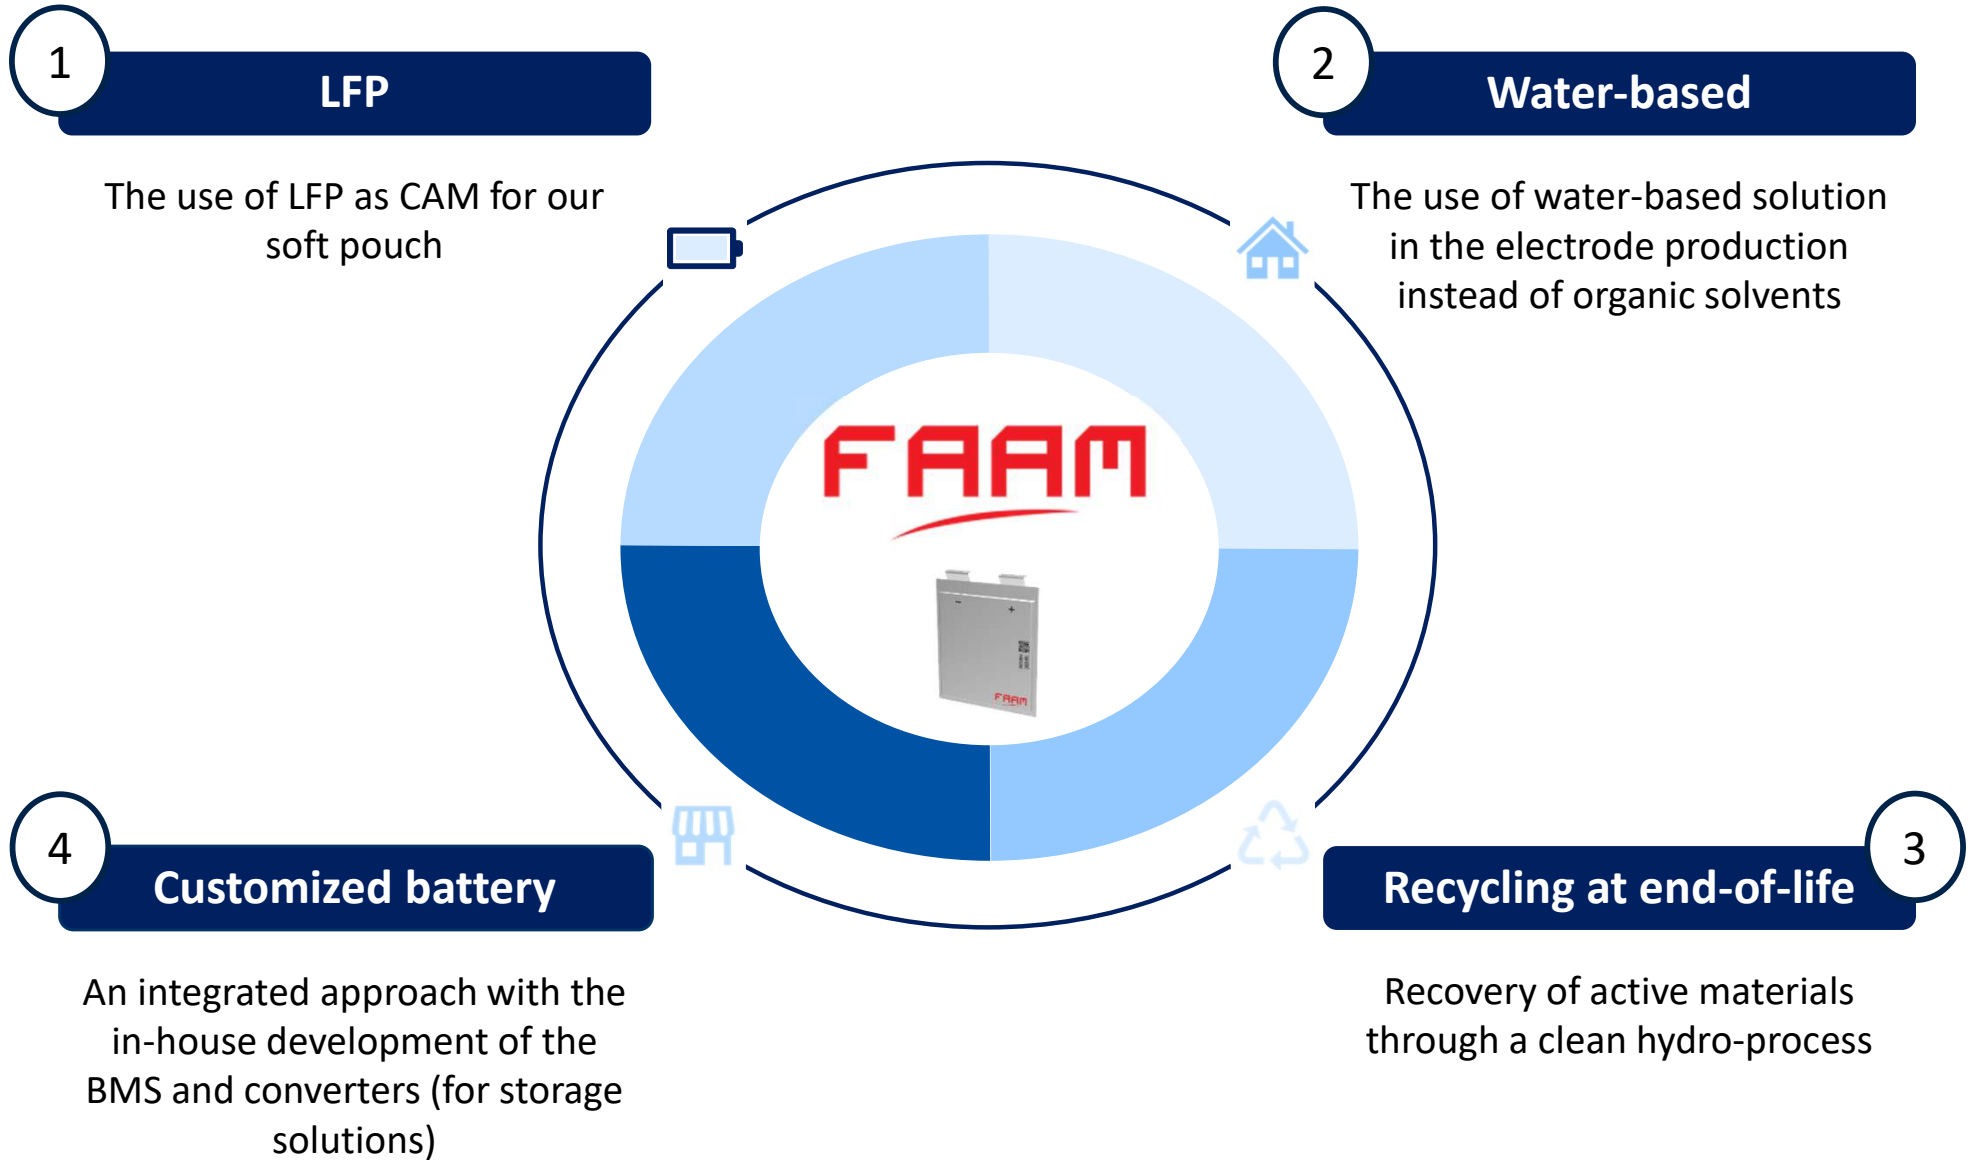 1
LFP
The use of LFP as CAM for our
soft pouch
2
Water-based
The use of water-based solution
in the electrode production
instead of organic solvents
FAAM
- +
FAAM
4
Customized battery
An integrated approach with the
in-house development of the
BMS and converters (for storage
solutions)
3
Recycling at end-of-life
Recovery of active materials
through a clean hydro-process